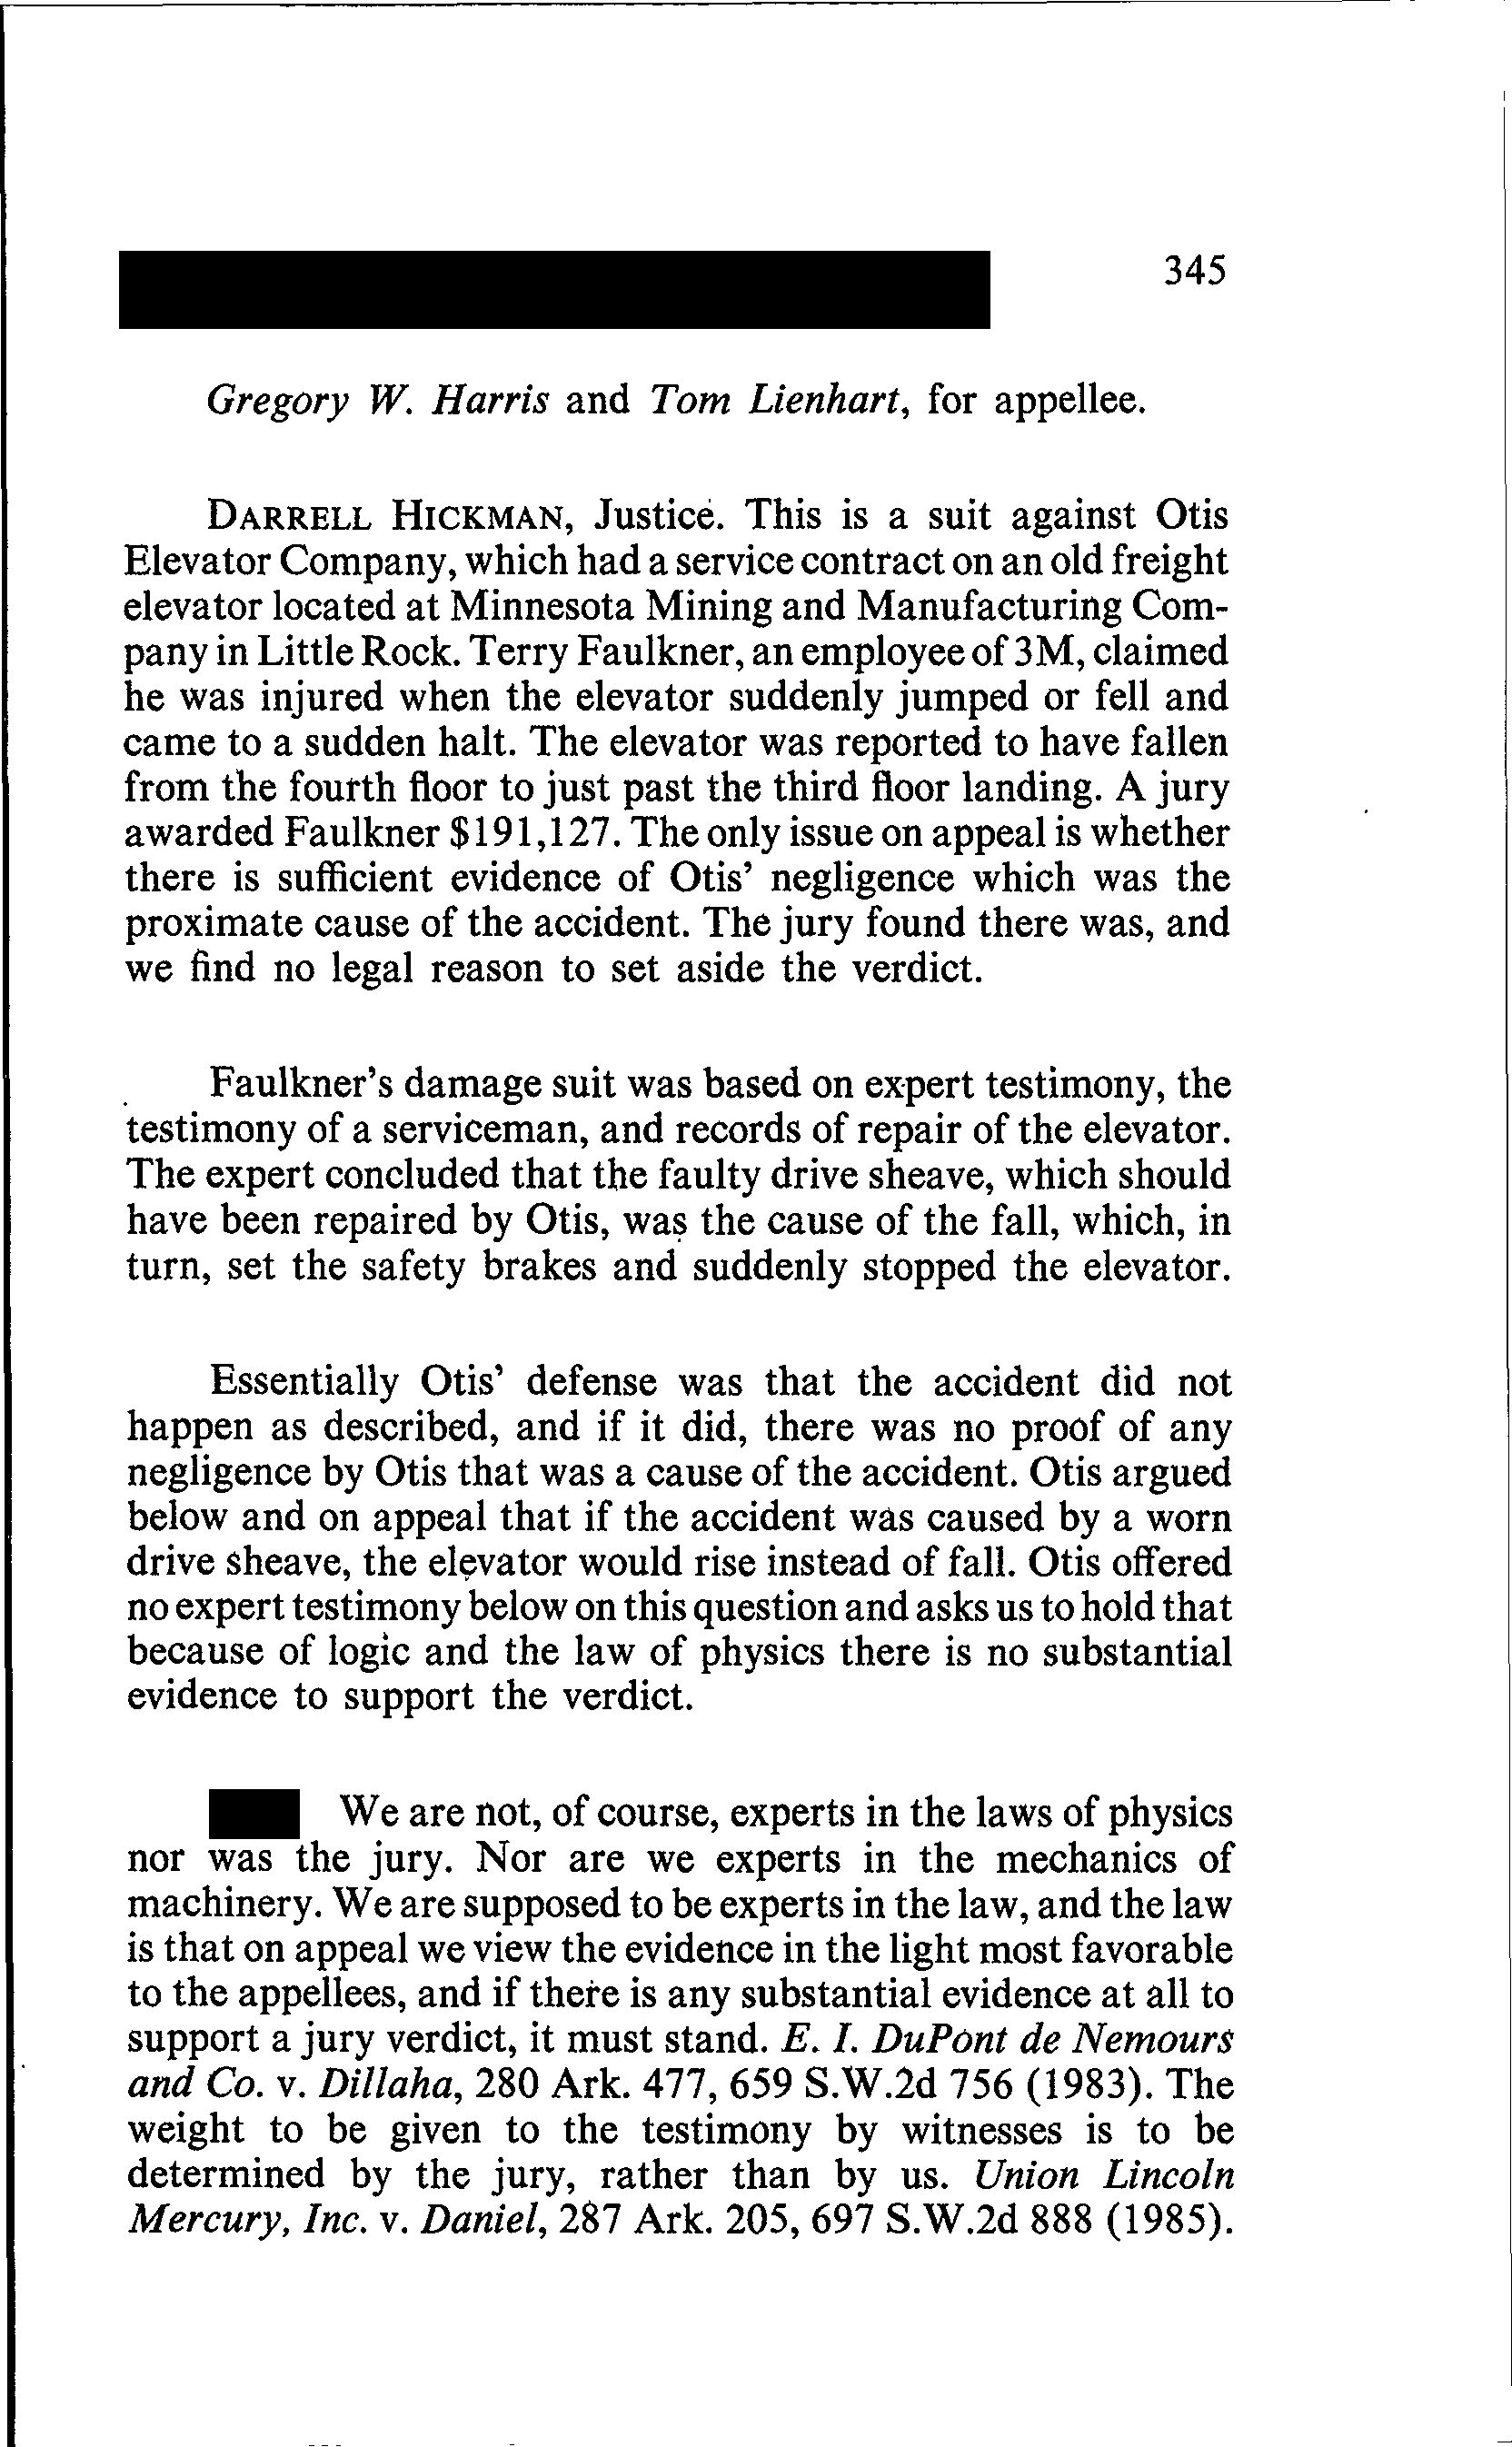 345
Gregory W. Harris and Tom Lienhart, for appellee.
DARRELL HICKMAN, Justice. This is a suit against Otis
Elevator Company, which had a service contract on an old freight
elevator located at Minnesota Mining and Manufacturing Com-
pany in Little Rock. Terry Faulkner, an employee of 3M, claimed
he was injured when the elevator suddenly jumped or fell and
came to a sudden halt. The elevator was reported to have fallen
from the fourth floor to just past the third floor landing. A jury
awarded Faulkner $191,127. The only issue on appeal is whether
there is sufficient evidence of Otis' negligence which was the
proximate cause of the accident. The jury found there was, and
we find no legal reason to set aside the verdict.
Faulkner's damage suit was based on expert testimony, the
testimony of a serviceman, and records of repair of the elevator.
The expert concluded that the faulty drive sheave, which should
have been repaired by Otis, was the cause of the fall, which, in
turn, set the safety brakes and suddenly stopped the elevator.
Essentially Otis' defense was that the accident did not
happen as described, and if it did, there was no proof of any
negligence by Otis that was a cause of the accident. Otis argued
below and on appeal that if the accident was caused by a worn
drive sheave, the elevator would rise instead of fall. Otis offered
no expert testimony below on this question and asks us to hold that
because of logic and the law of physics there is no substantial
evidence to support the verdict.
We are not, of course, experts in the laws of physics
nor was the jury. Nor are we experts in the mechanics of
machinery. We are supposed to be experts in the law, and the law
is that on appeal we view the evidence in the light most favorable
to the appellees, and if there is any substantial evidence at all to
support a jury verdict, it must stand. E. I. DuPont de Nemours
and Co. v. Dillaha, 280 Ark. 477, 659 S.W.2d 756 (1983). The
weight to be given to the testimony by witnesses is to be
determined by the jury, rather than by us. Union Lincoln
Mercury, Inc. v. Daniel, 287 Ark. 205, 697 S.W.2d 888 (1985).